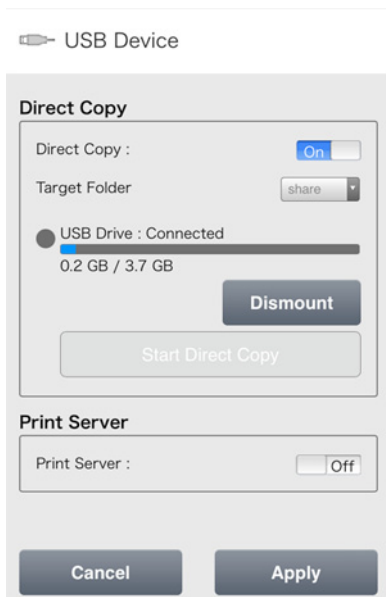 USB Device
Direct Copy
Direct Copy :
On
Target Folder
share
USB Drive : Connected
0.2 GB / 3.7 GB
Dismount
Start Direct Copy
Print Server
Print Server :
Off
Cancel
Apply